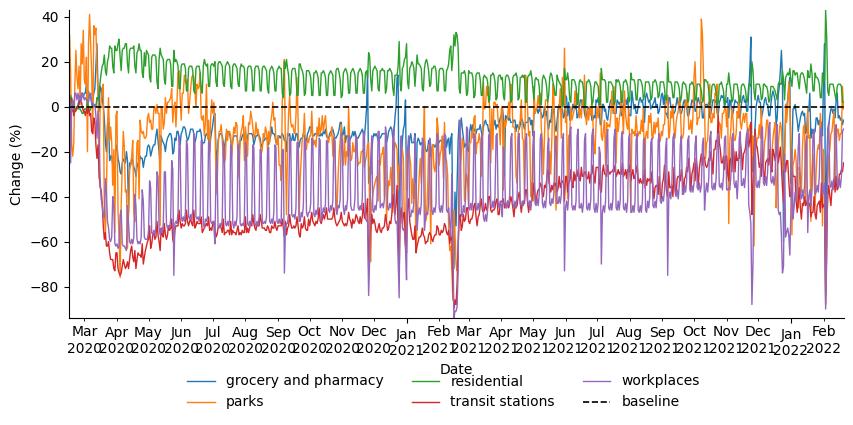 40
20
0
−20
−40
−60
−80
Change (%)
Mar Apr May Jun Jul Aug Sep Oct Nov Dec Jan Feb Mar Apr May Jun Jul Aug Sep Oct Nov Dec Jan Feb
2020 2020 2020 2020 2020 2020 2020 2020 2020 2020 2021 2021 2021 2021 2021 2021 2021 2021 2021 2021 2021 2021 2022 2022
Date
grocery and pharmacy residential workplaces
parks transit stations baseline